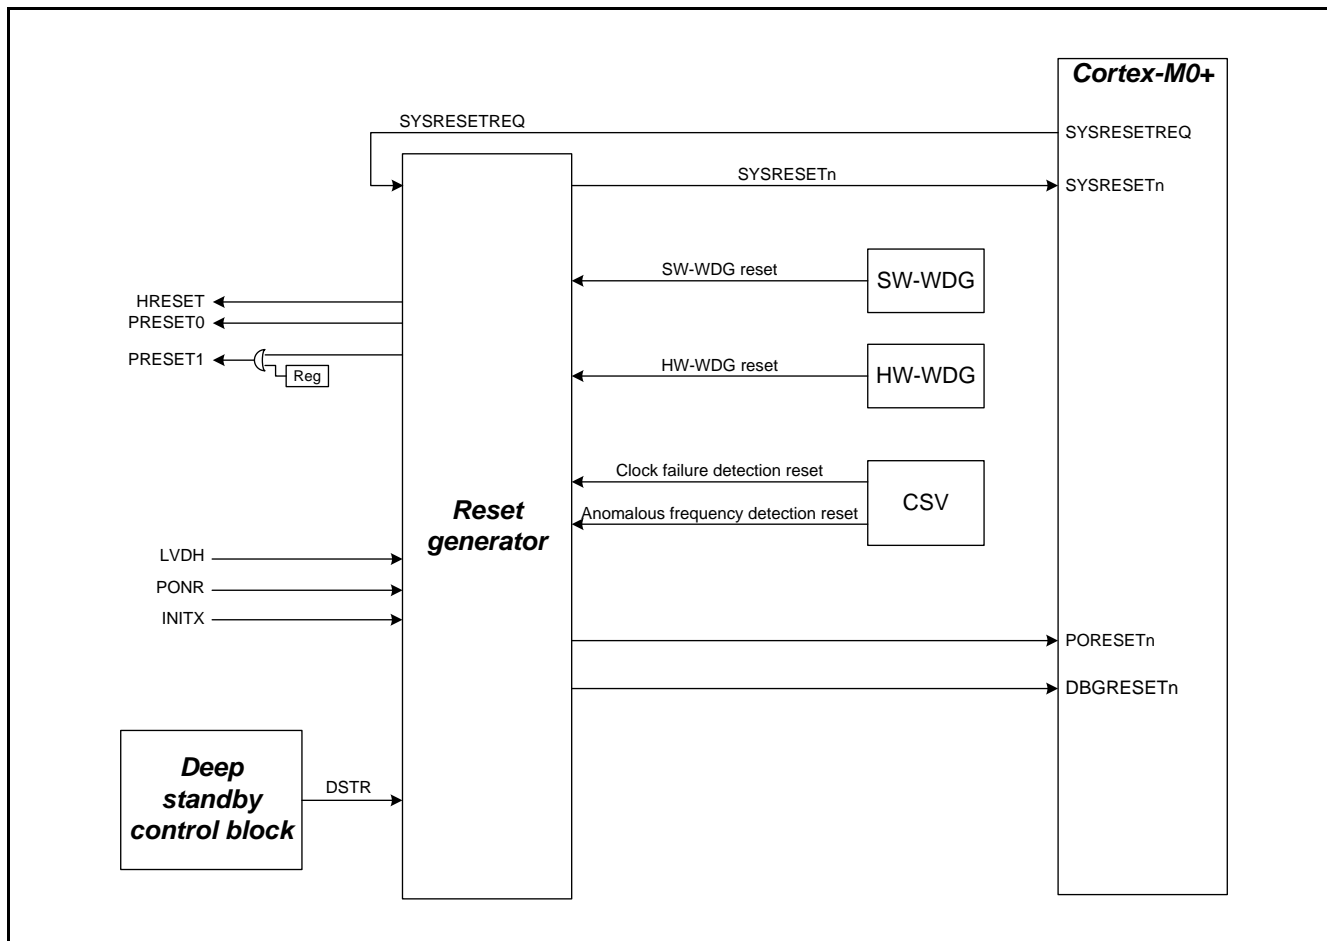 Cortex-M0+
SYSRESETREQ
SYSRESETREQ
SYSRESETn
SYSRESETn
SW-WDG reset
SW-WDG
HRESET
PRESET0
PRESET1
Reg
HW-WDG reset
HW-WDG
Clock failure detection reset
CSV
Anomalous frequency detection reset
Reset
generator
LVDH
PONR
INITX
PORESETn
DBGRESETn
Deep
standby
control block
DSTR